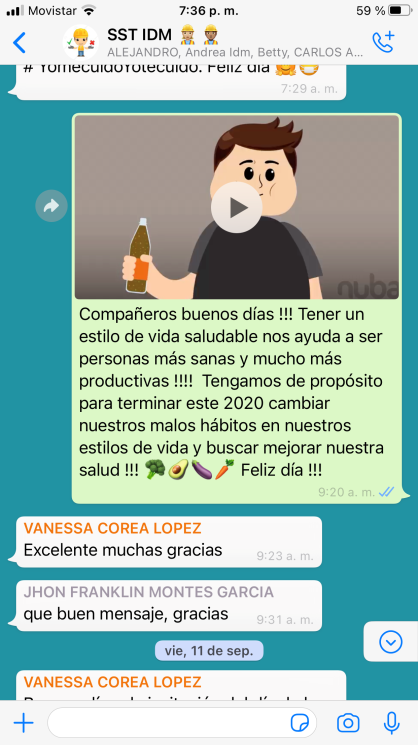 Movistar 7:36 p. m. 59 %
SST IDM
ALEJANDRO, Andrea Idm, Betty, CARLOS A...
# Yomecuidoyotecuido. Feliz día
7:29 a. m.
nuba
Compañeros buenos días !!! Tener un
estilo de vida saludable nos ayuda a ser
personas más sanas y mucho más
productivas !!!! Tengamos de propósito
para terminar este 2020 cambiar
nuestros malos hábitos en nuestros
estilos de vida y buscar mejorar nuestra
salud !!! 🥦🥑🍆🥕 Feliz día !!!
9:20 a. m.
VANESSA COREA LOPEZ
Excelente muchas gracias
9:23 a. m.
JHON FRANKLIN MONTES GARCIA
que buen mensaje, gracias
9:31 a. m.
vie, 11 de sep.
VANESSA COREA LOPEZ